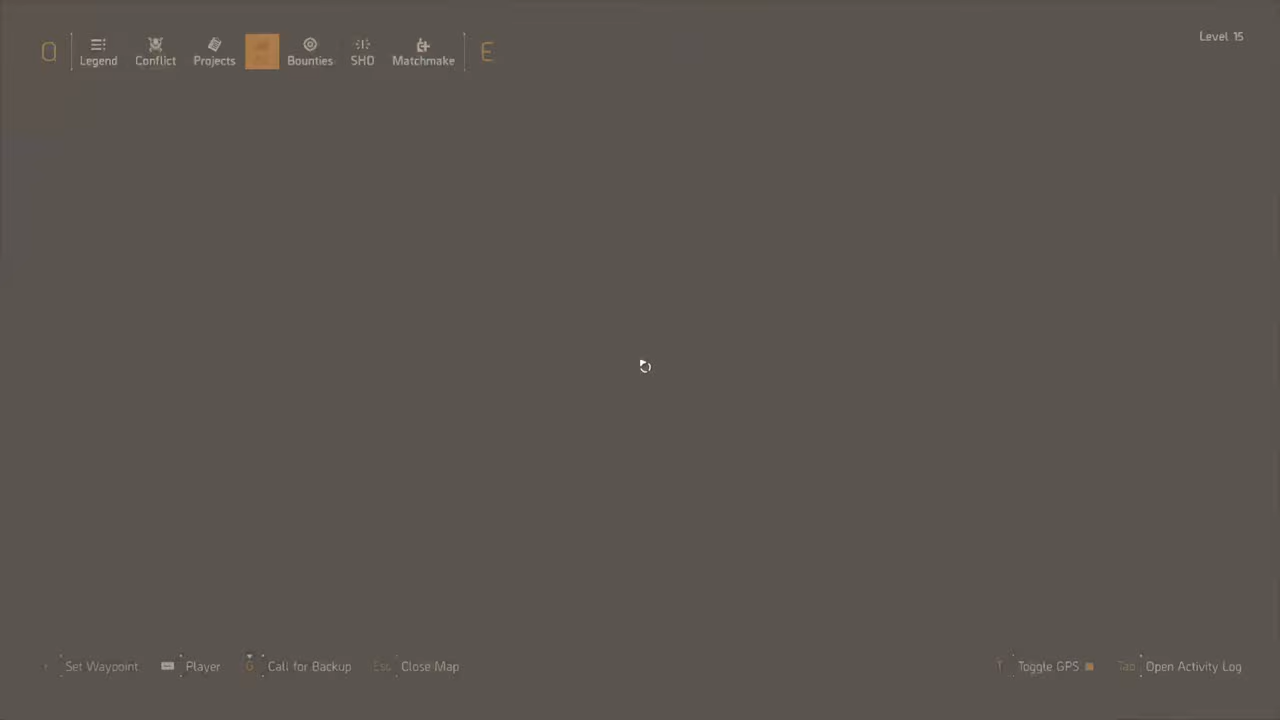 Q Legend Conflict Projects Bounties SHD Matchmake E
Level 15
Set Waypoint Player G Call for Backup Esc Close Map
T Toggle GPS Tab Open Activity Log